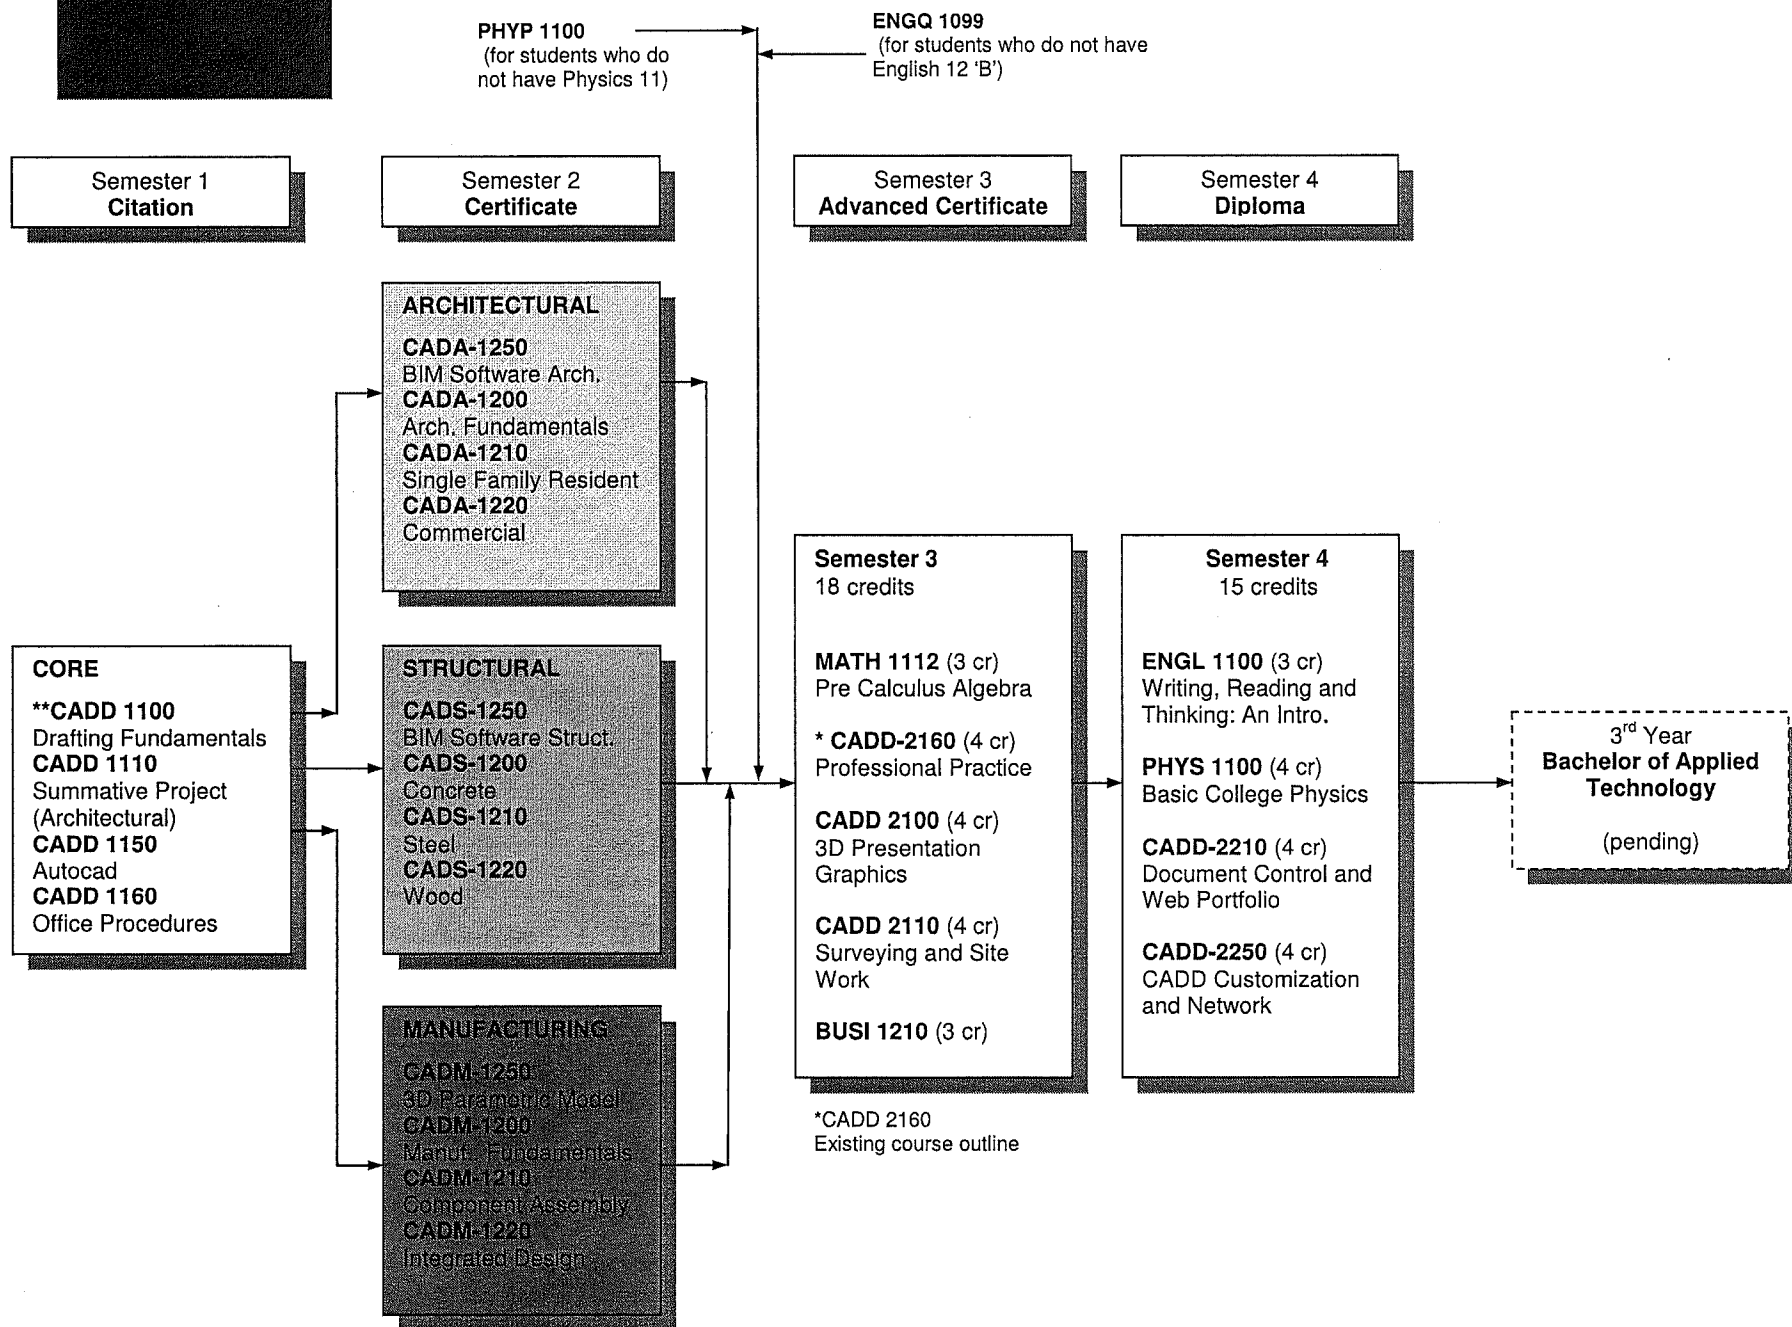 PHYP 1100
(for students who do
not have Physics 11)
ENGQ 1099
(for students who do not have
English 12 ‘B’)
Semester 1
Citation
Semester 2
Certificate
Semester 3
Advanced Certificate
Semester 4
Diploma
CORE
**CADD 1100
Drafting Fundamentals
CADD 1110
Summative Project
(Architectural)
CADD 1150
Autocad
CADD 1160
Office Procedures
ARCHITECTURAL
CADA-1250
BIM Software Arch.
CADA-1200
Arch. Fundamentals
CADA-1210
Single Family Resident
CADA-1220
Commercial
STRUCTURAL
CADS-1250
BIM Software Struct.
CADS-1200
Concrete
CADS-1210
Steel
CADS-1220
Wood
MANUFACTURING
CADM-1250
3D Parametric Model
CADM-1200
Manuf. Fundamentals
CADM-1210
Component Assembly
CADM-1220
Integrated Design
Semester 3
18 credits
MATH 1112 (3 cr)
Pre Calculus Algebra
* CADD-2160 (4 cr)
Professional Practice
CADD 2100 (4 cr)
3D Presentation
Graphics
CADD 2110 (4 cr)
Surveying and Site
Work
BUSI 1210 (3 cr)
*CADD 2160
Existing course outline
Semester 4
15 credits
ENGL 1100 (3 cr)
Writing, Reading and
Thinking: An Intro.
PHYS 1100 (4 cr)
Basic College Physics
CADD-2210 (4 cr)
Document Control and
Web Portfolio
CADD-2250 (4 cr)
CADD Customization
and Network
3rd Year
Bachelor of Applied
Technology
(pending)